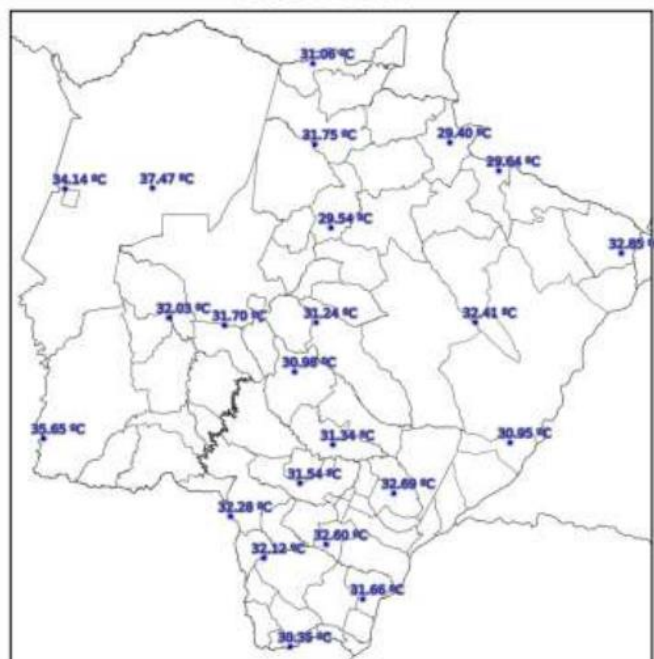 31.06 ºC
31.75 ºC
29.40 ºC
29.64 ºC
34.14 ºC
37.47 ºC
29.54 ºC
32.85 º
32.03 ºC
31.70 ºC
31.24 ºC
32.41 ºC
30.98 ºC
35.65 ºC
31.34 ºC
30.95 ºC
31.54 ºC
32.69 ºC
32.28 ºC
32.60 ºC
32.12 ºC
31.66 ºC
30.35 ºC